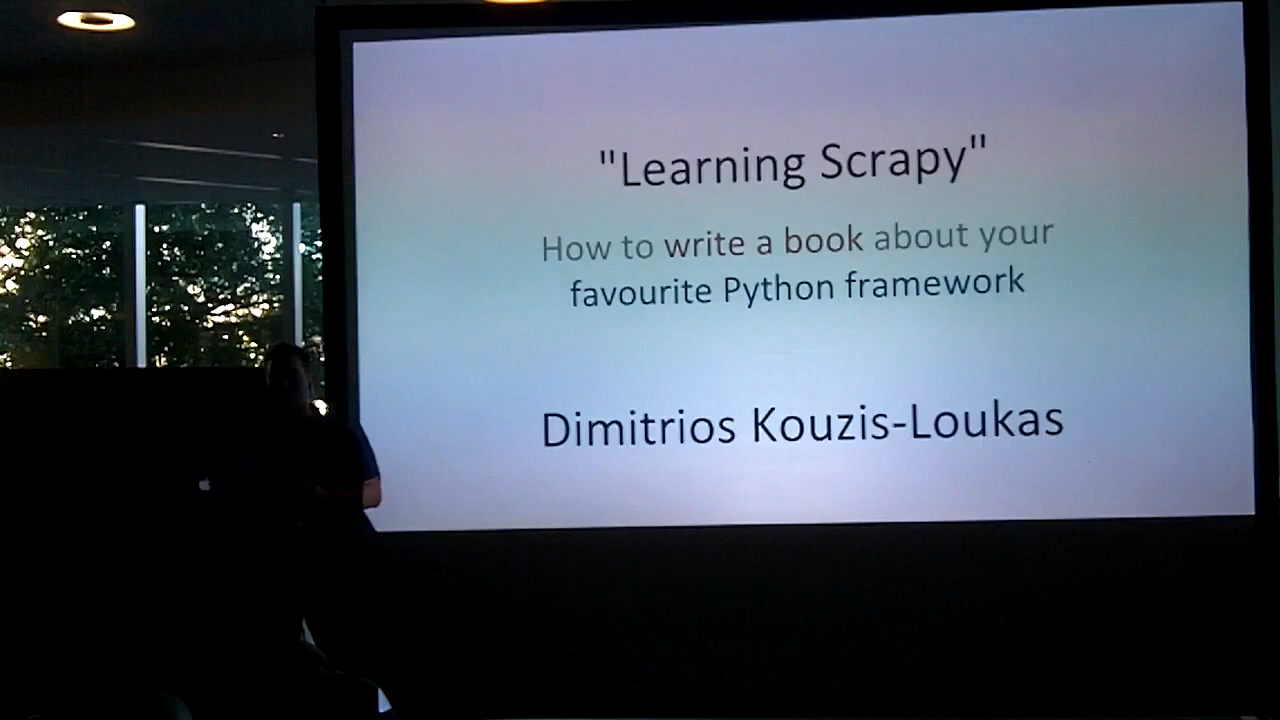 "Learning Scrapy"
How to write a book about your
favourite Python framework
Dimitrios Kouzis-Loukas